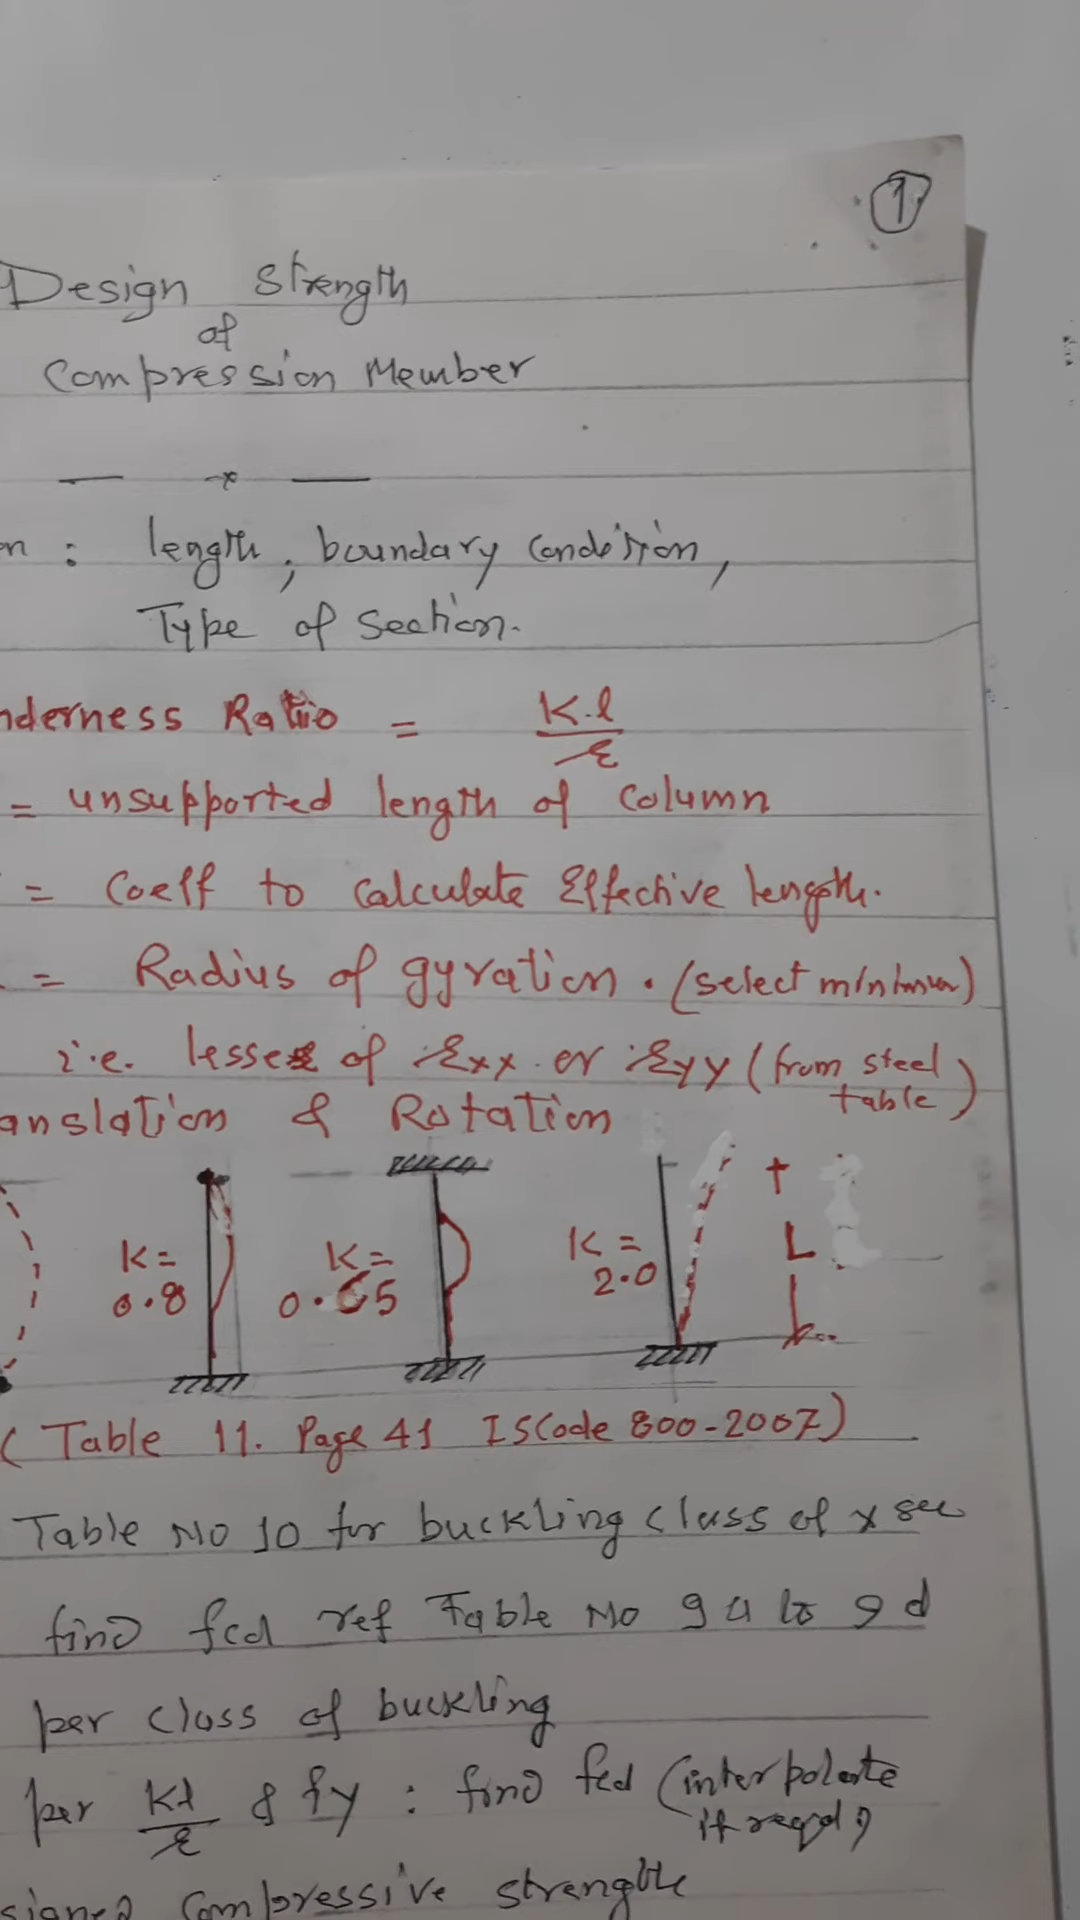 1
Design Strength
of
Compression Member
x
en : length, boundary Condition,
Type of Section.
nderness Ratio = K.l / r
= unsupported length of column
= Coeff to calculate Effective length.
= Radius of gyration. (select minimum)
i.e. lesser of rxx or ryy (from steel table)
anslation & Rotation
K = 0.8
K = 0.65
K = 2.0
L
(Table 11. Page 41 IS Code 800-2007)
Table No 10 for buckling class of x sec
find fcd ref Table No 9a to 9d
per class of buckling
per Kl / r & fy : find fcd (interpolate if reqd)
signed Compressive strength